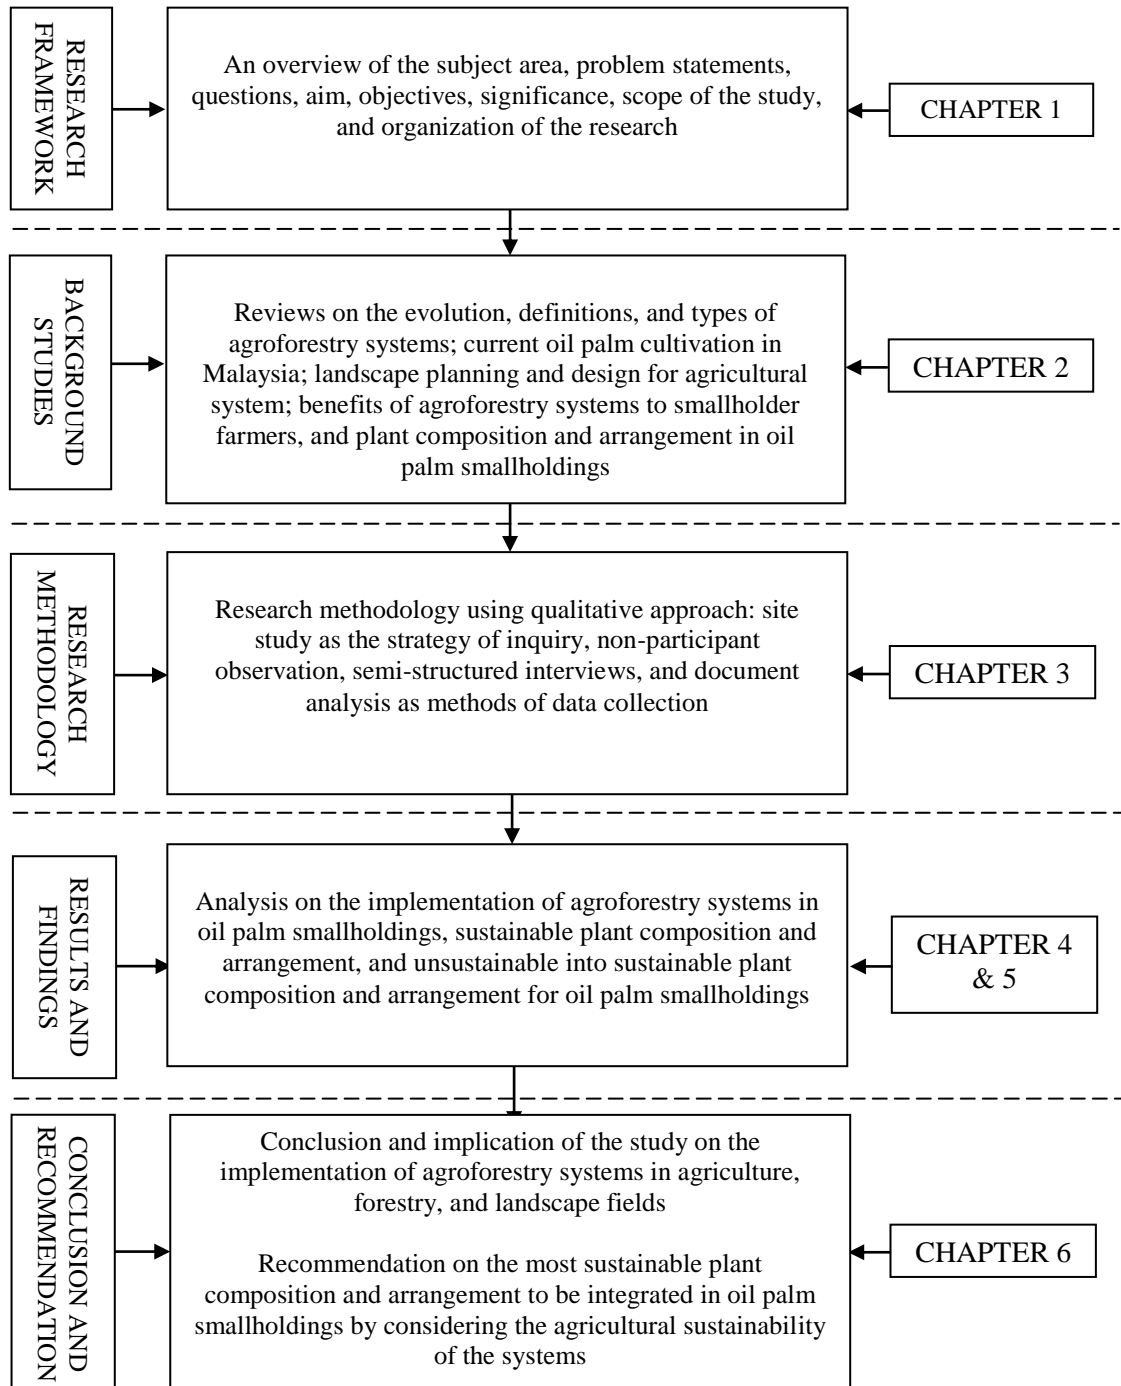 RESEARCH
FRAMEWORK
An overview of the subject area, problem statements,
questions, aim, objectives, significance, scope of the study,
and organization of the research
CHAPTER 1
BACKGROUND
STUDIES
Reviews on the evolution, definitions, and types of
agroforestry systems; current oil palm cultivation in
Malaysia; landscape planning and design for agricultural
system; benefits of agroforestry systems to smallholder
farmers, and plant composition and arrangement in oil
palm smallholdings
CHAPTER 2
RESEARCH
METHODOLOGY
Research methodology using qualitative approach: site
study as the strategy of inquiry, non-participant
observation, semi-structured interviews, and document
analysis as methods of data collection
CHAPTER 3
RESULTS AND
FINDINGS
Analysis on the implementation of agroforestry systems in
oil palm smallholdings, sustainable plant composition and
arrangement, and unsustainable into sustainable plant
composition and arrangement for oil palm smallholdings
CHAPTER 4
& 5
CONCLUSION AND
RECOMMENDATION
Conclusion and implication of the study on the
implementation of agroforestry systems in agriculture,
forestry, and landscape fields
Recommendation on the most sustainable plant
composition and arrangement to be integrated in oil palm
smallholdings by considering the agricultural sustainability
of the systems
CHAPTER 6